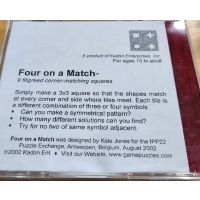 A product of Kadon Enterprises, Inc.
For ages 10 to adult
Four on a Match™
9 filigreed corner-matching squares
Simply make a 3x3 square so that the shapes match
at every corner and side where tiles meet. Each tile is
a different combination of three or four symbols.
• Can you make a symmetrical pattern?
• How many different solutions can you find?
• Try for no two of same symbol adjacent.
Four on a Match was designed by Kate Jones for the IPP22
Puzzle Exchange, Antwerpen, Belgium, August 2002
©2002 Kadon Ent. ♦ Visit our Website, www.gamepuzzles.com